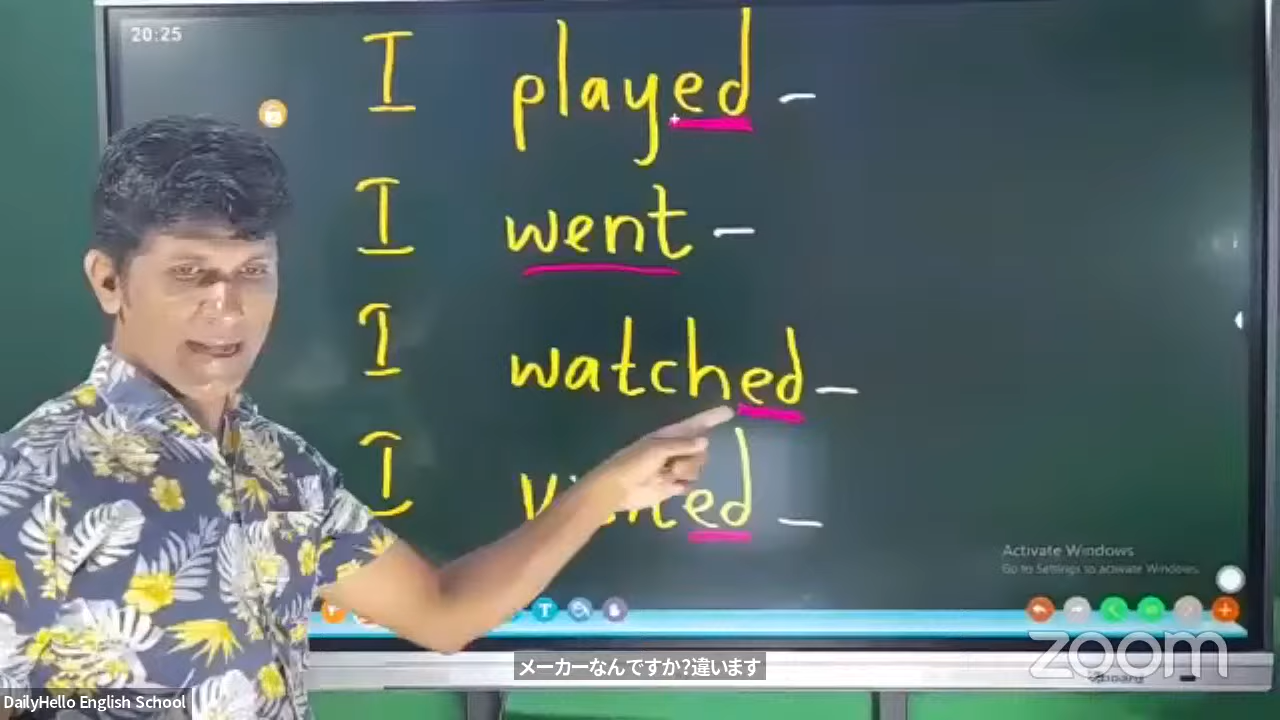 20:25
I played –
I went –
I watched –
I ed –
Activate Windows
Go to Settings to activate Windows.
T
zoom
メーカーなんですか?違います
DailyHello English School